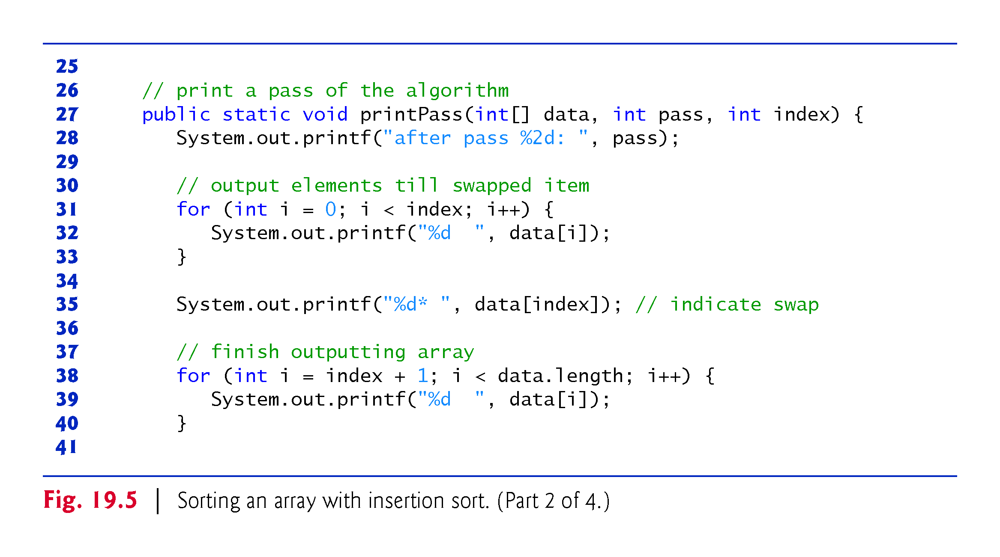 25
26 // print a pass of the algorithm
27 public static void printPass(int[] data, int pass, int index) {
28 System.out.printf("after pass %2d: ", pass);
29
30 // output elements till swapped item
31 for (int i = 0; i < index; i++) {
32 System.out.printf("%d  ", data[i]);
33 }
34
35 System.out.printf("%d* ", data[index]); // indicate swap
36
37 // finish outputting array
38 for (int i = index + 1; i < data.length; i++) {
39 System.out.printf("%d  ", data[i]);
40 }
41
Fig. 19.5 | Sorting an array with insertion sort. (Part 2 of 4.)